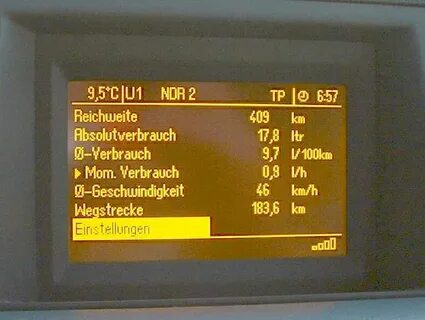 9,5°C U1 NDR 2 TP 6:57
Reichweite 409 km
Absolutverbrauch 17,8 ltr
Ø-Verbrauch 9,7 l/100km
Mom. Verbrauch 0,8 l/h
Ø-Geschwindigkeit 46 km/h
Wegstrecke 183,6 km
Einstellungen